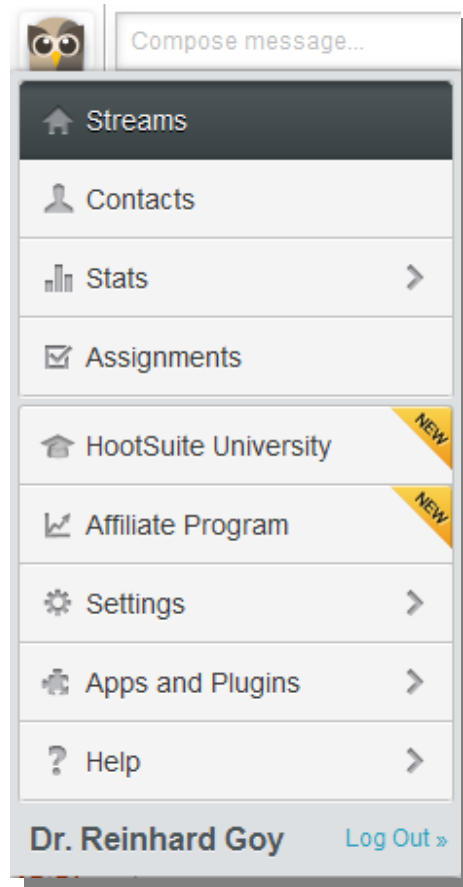 Compose message...
Streams
Contacts
Stats
Assignments
HootSuite University NEW
Affiliate Program NEW
Settings
Apps and Plugins
Help
Dr. Reinhard Goy Log Out »